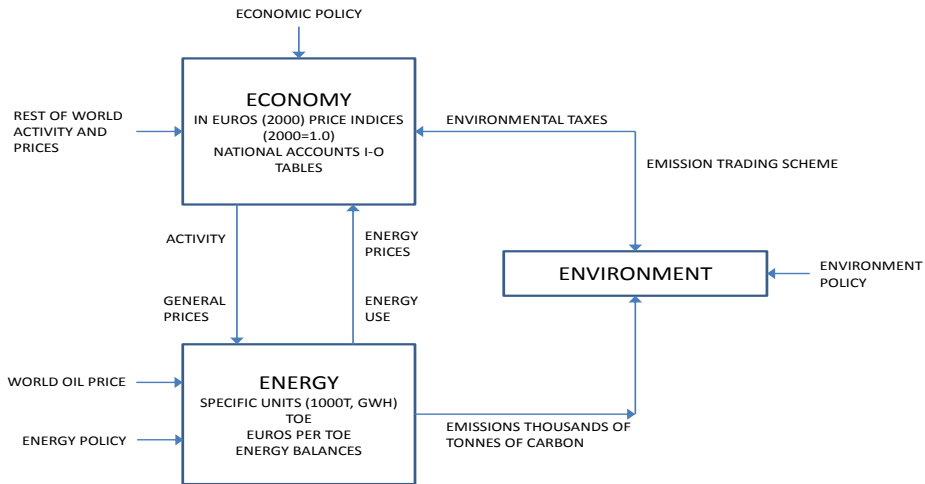 ECONOMIC POLICY
ECONOMY
IN EUROS (2000) PRICE INDICES
(2000=1.0)
NATIONAL ACCOUNTS I-O
TABLES
REST OF WORLD
ACTIVITY AND
PRICES
ENVIRONMENTAL TAXES
EMISSION TRADING SCHEME
ACTIVITY
ENERGY
PRICES
ENVIRONMENT
ENVIRONMENT
POLICY
GENERAL
PRICES
ENERGY
USE
WORLD OIL PRICE
ENERGY POLICY
ENERGY
SPECIFIC UNITS (1000T, GWH)
TOE
EUROS PER TOE
ENERGY BALANCES
EMISSIONS THOUSANDS OF
TONNES OF CARBON